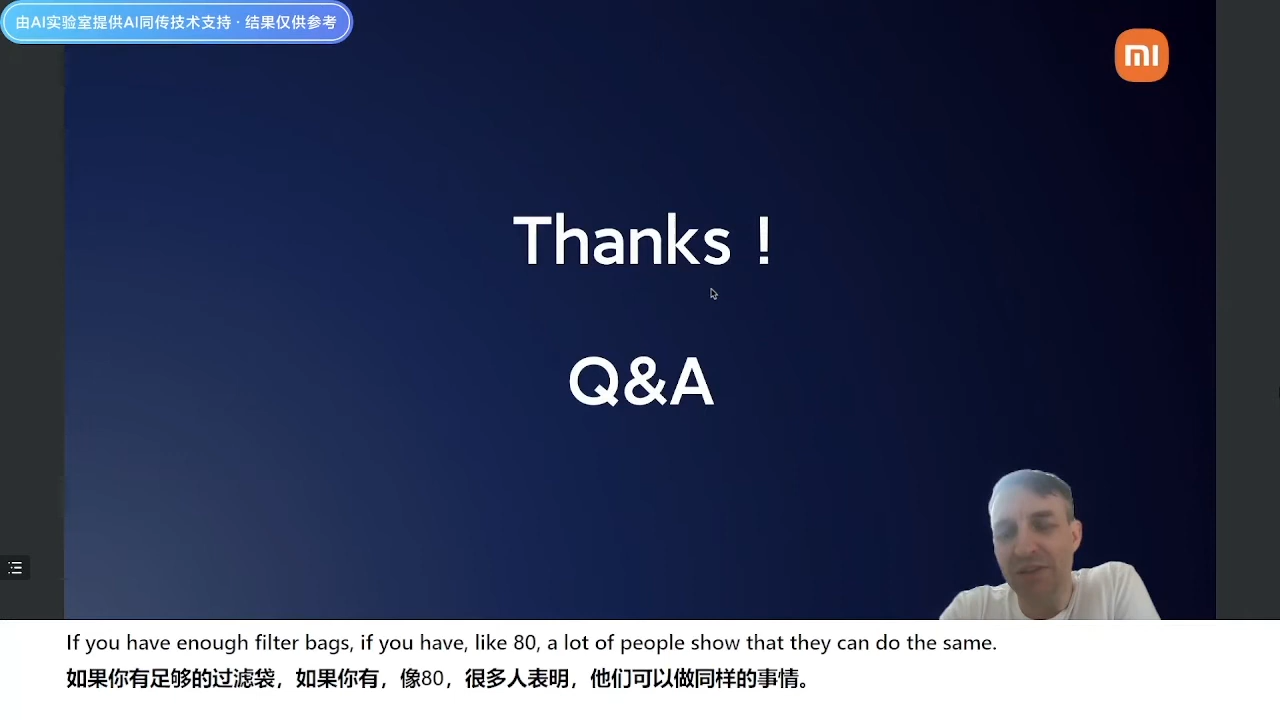 由AI实验室提供AI同传技术支持 · 结果仅供参考
mi
Thanks !
Q&A
If you have enough filter bags, if you have, like 80, a lot of people show that they can do the same.
如果你有足够的过滤袋，如果你有，像80，很多人表明，他们可以做同样的事情。